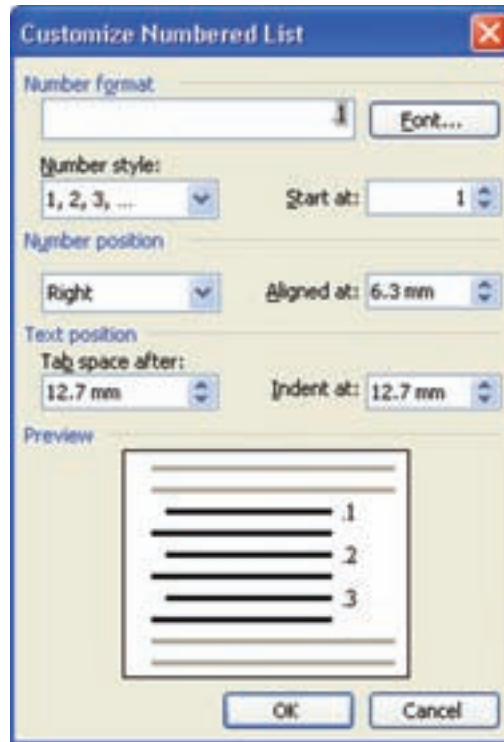 Customize Numbered List
Number format
.1 Font...
Number style:
1, 2, 3, ... Start at: 1
Number position
Right Aligned at: 6.3 mm
Text position
Tab space after:
12.7 mm Indent at: 12.7 mm
Preview
.1
.2
.3
OK Cancel